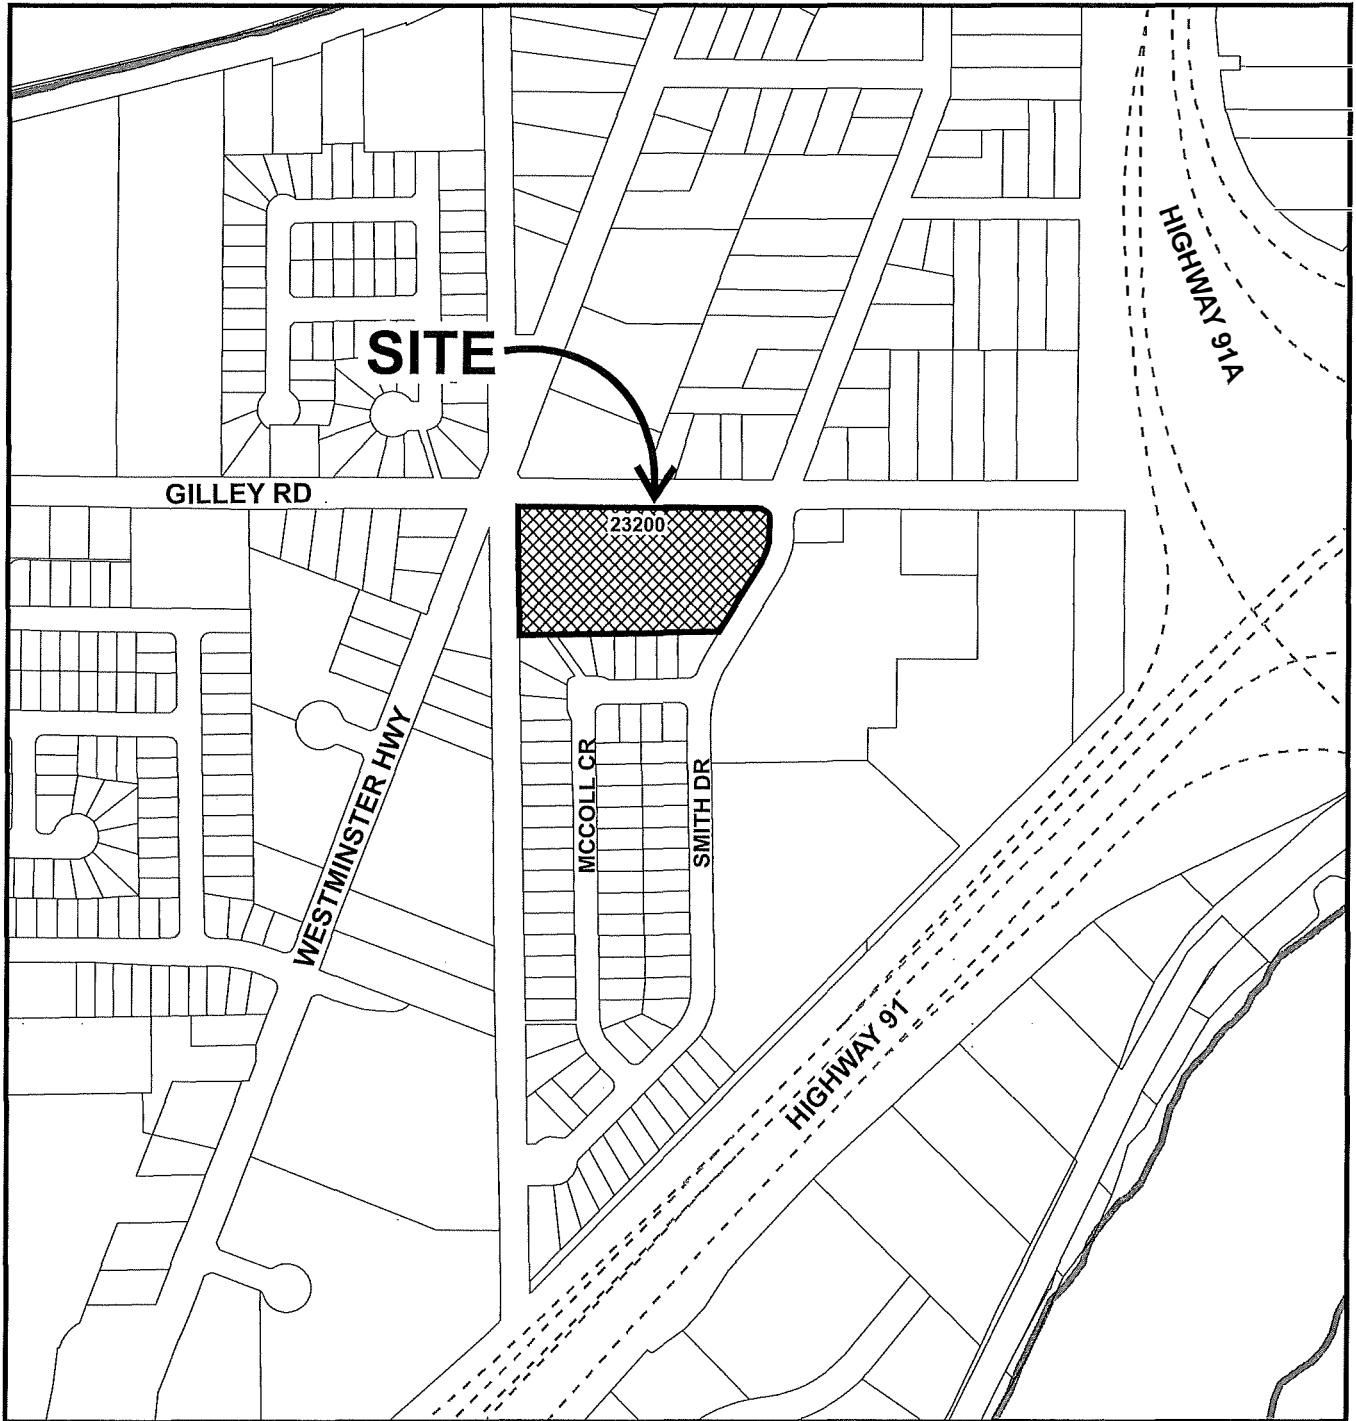 HIGHWAY 91A
SITE
GILLEY RD
23200
WESTMINSTER HWY
MCCOLL CR
SMITH DR
HIGHWAY 91